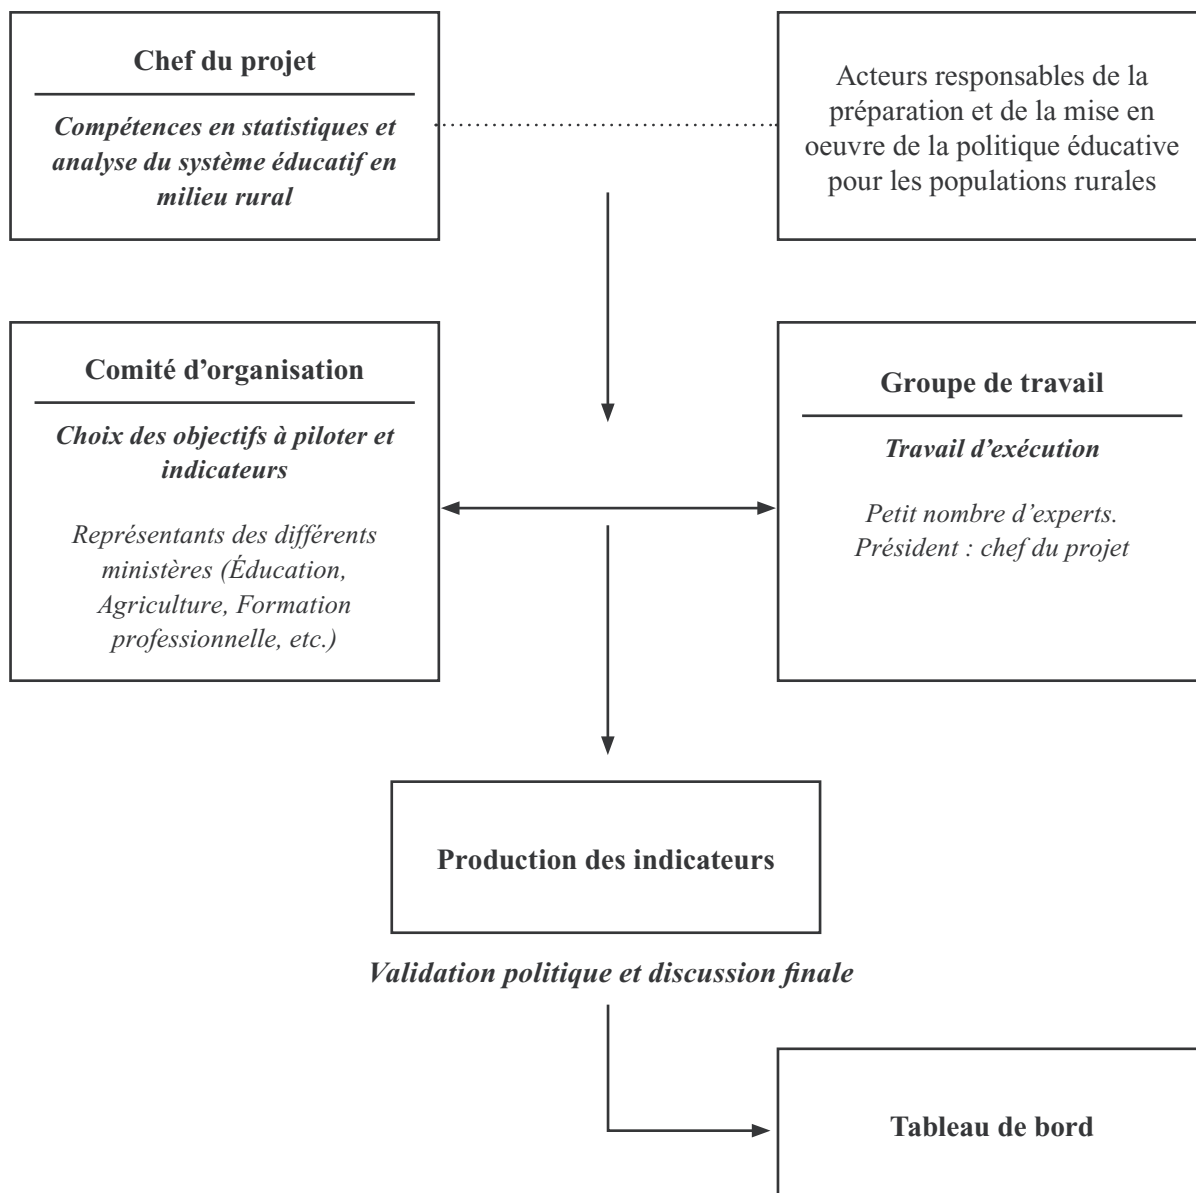 Chef du projet
Compétences en statistiques et
analyse du système éducatif en
milieu rural
Acteurs responsables de la
préparation et de la mise en
oeuvre de la politique éducative
pour les populations rurales
Comité d’organisation
Choix des objectifs à piloter et
indicateurs
Représentants des différents
ministères (Éducation,
Agriculture, Formation
professionnelle, etc.)
Groupe de travail
Travail d’exécution
Petit nombre d’experts.
Président : chef du projet
Production des indicateurs
Validation politique et discussion finale
Tableau de bord